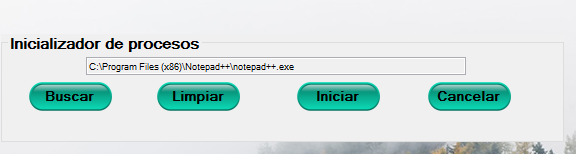 Inicializador de procesos
C:\Program Files (x86)\Notepad++\notepad++.exe
Buscar Limpiar Iniciar Cancelar